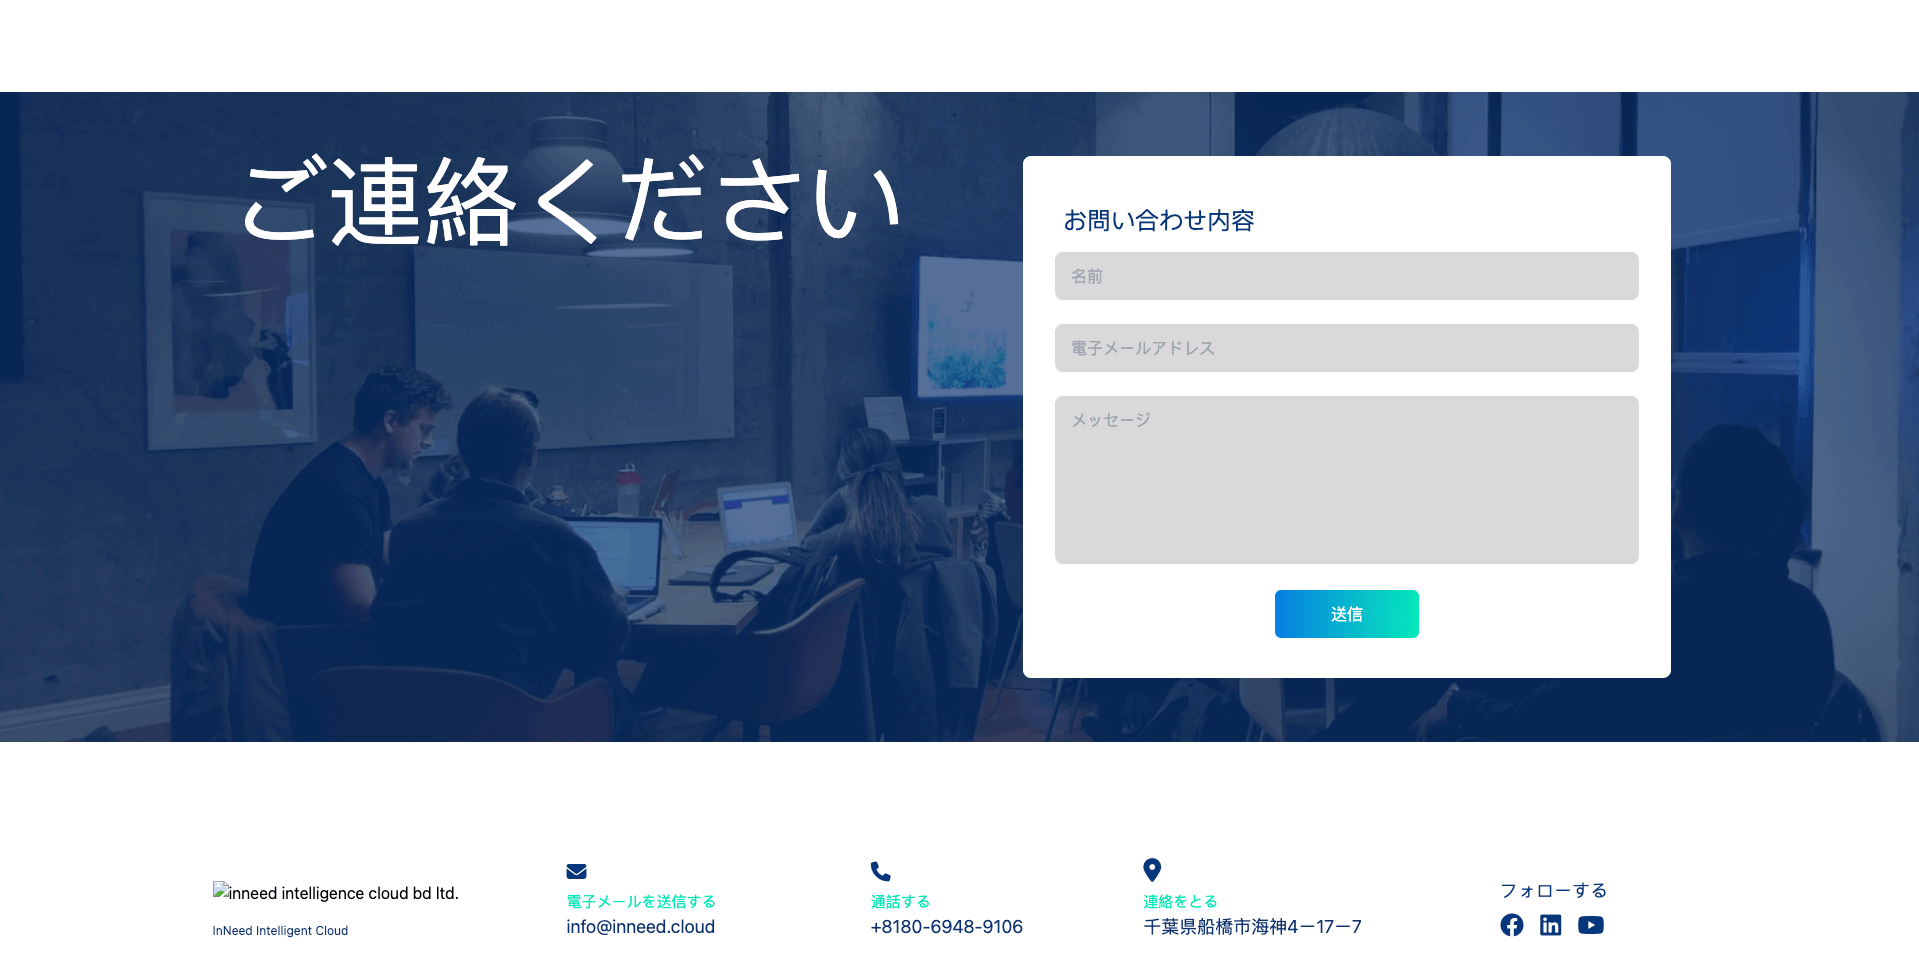 ご連絡ください
お問い合わせ内容
名前
電子メールアドレス
メッセージ
送信
inneed intelligence cloud bd ltd.
InNeed Intelligent Cloud
電子メールを送信する
info@inneed.cloud
通話する
+8180-6948-9106
連絡をとる
千葉県船橋市海神4ー17ー7
フォローする